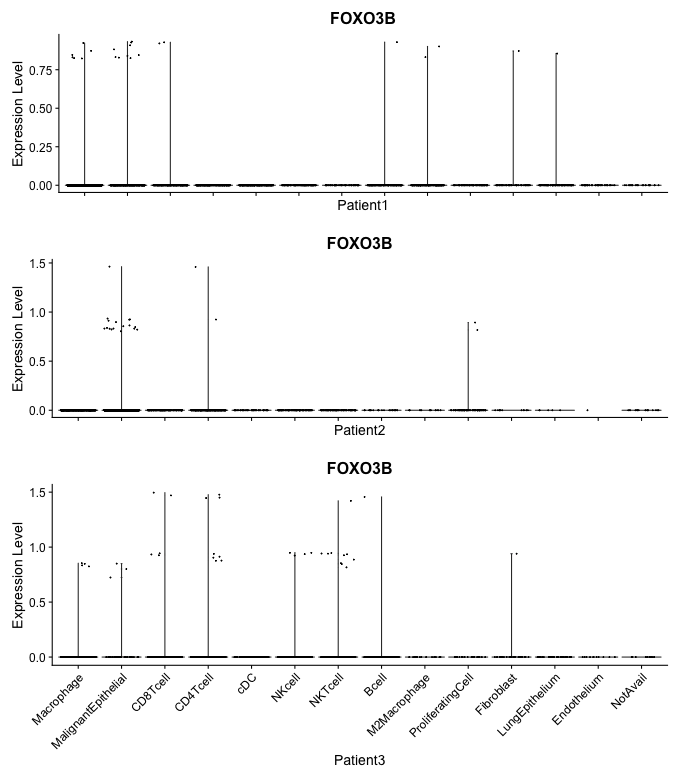 FOXO3B
Expression Level
0.75
0.50
0.25
0.00
Patient1
FOXO3B
Expression Level
1.5
1.0
0.5
0.0
Patient2
FOXO3B
Expression Level
1.5
1.0
0.5
0.0
Macrophage
MalignantEpithelial
CD8Tcell
CD4Tcell
cDC
NKcell
NKTcell
Bcell
M2Macrophage
ProliferatingCell
Fibroblast
LungEpithelium
Endothelium
NotAvail
Patient3